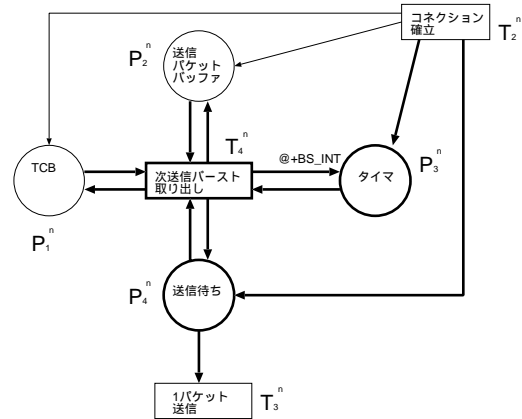 コネクション
確立
T2n
送信
パケット
バッファ
P2n
T4n
@+BS_INT
TCB
次送信バースト
取り出し
タイマ
P3n
P1n
送信待ち
P4n
1パケット
送信
T3n